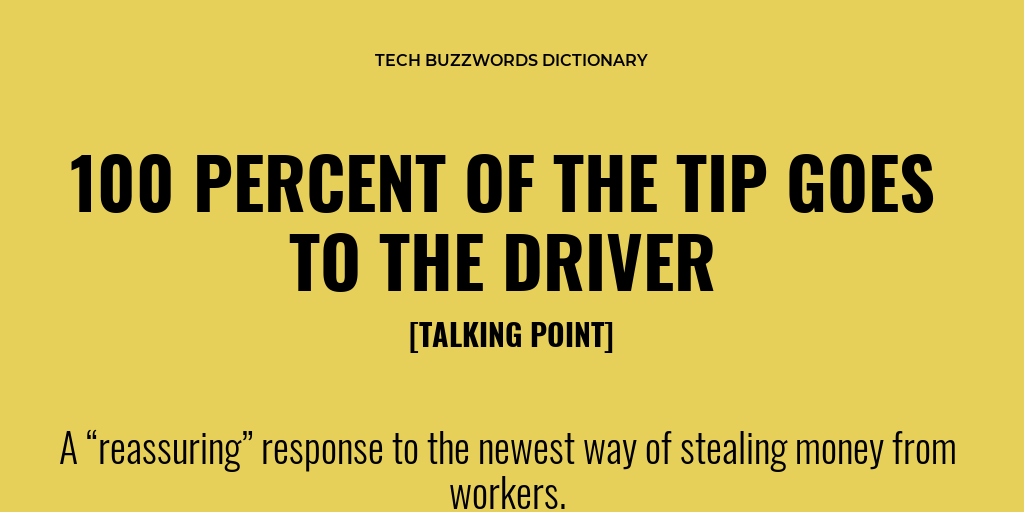 TECH BUZZWORDS DICTIONARY
100 PERCENT OF THE TIP GOES
TO THE DRIVER
[TALKING POINT]
A “reassuring” response to the newest way of stealing money from
workers.